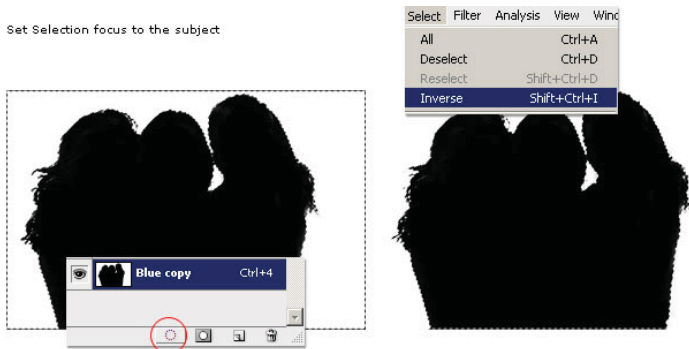 Set Selection focus to the subject
Select Filter Analysis View Wind
All Ctrl+A
Deselect Ctrl+D
Reselect Shift+Ctrl+D
Inverse Shift+Ctrl+I
Blue copy Ctrl+4